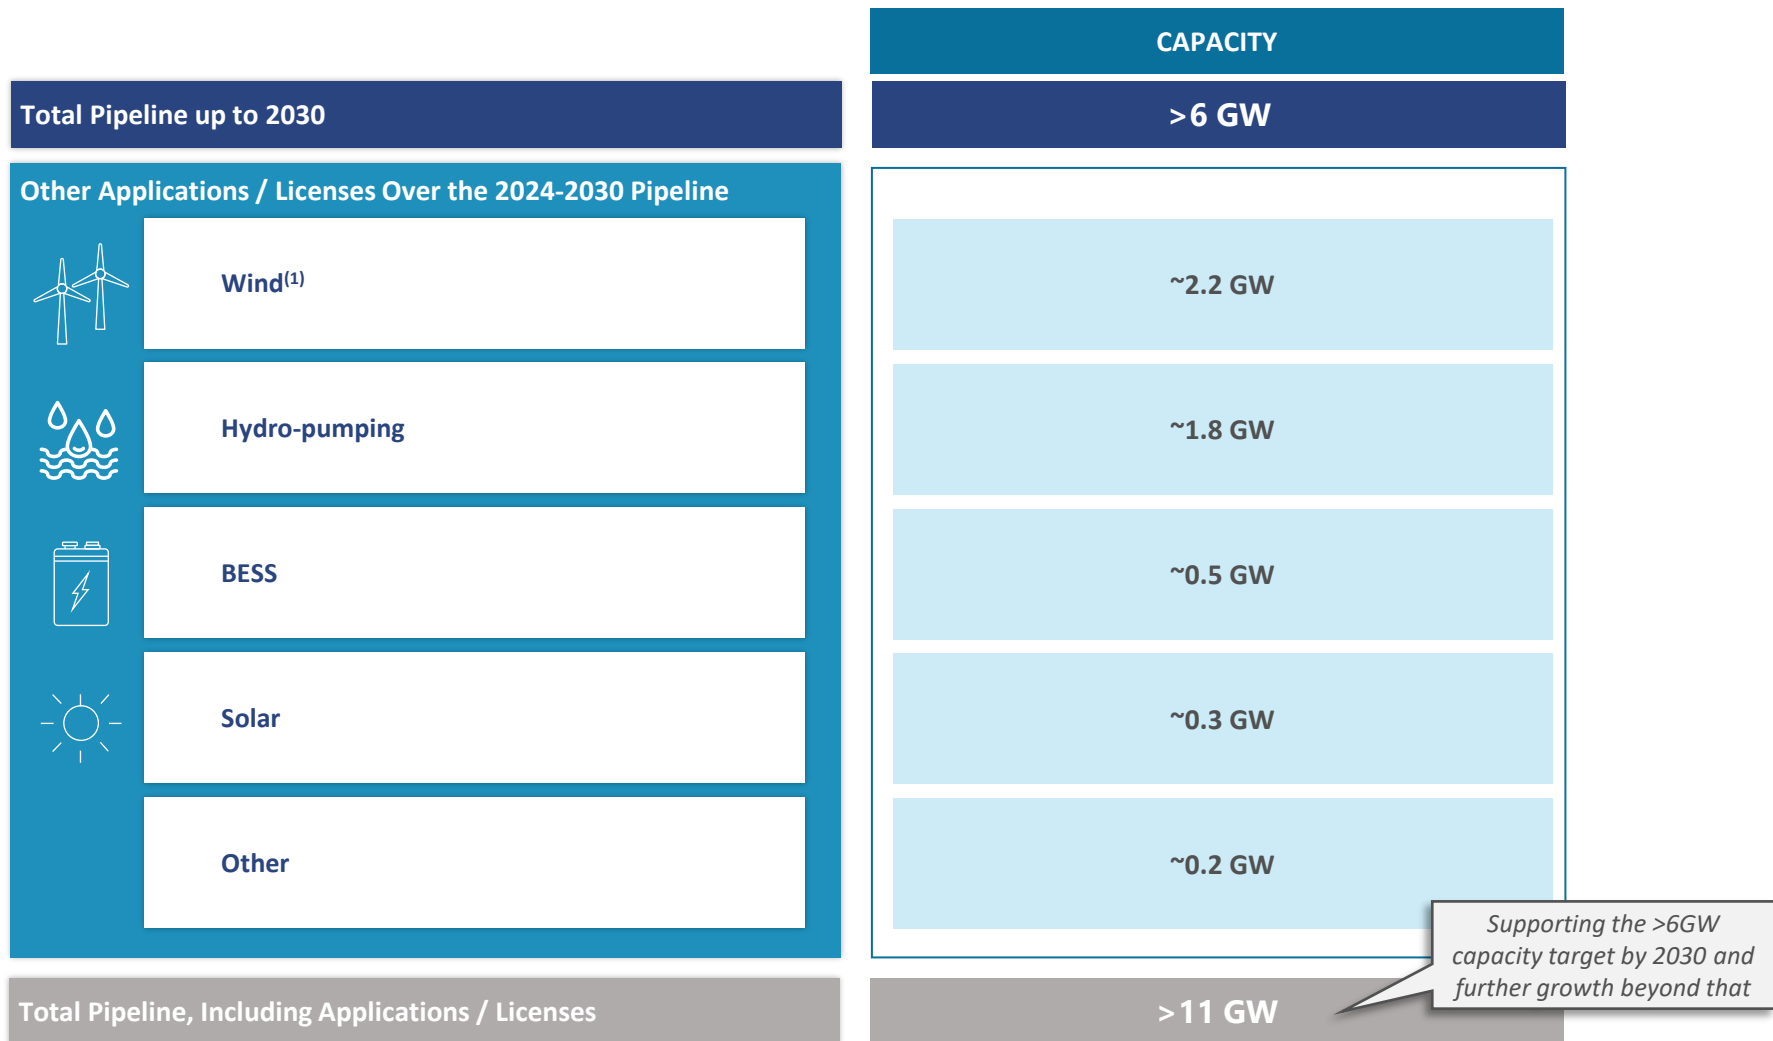 CAPACITY
Total Pipeline up to 2030
>6 GW
Other Applications / Licenses Over the 2024-2030 Pipeline
Wind(1)
~2.2 GW
Hydro-pumping
~1.8 GW
BESS
~0.5 GW
Solar
~0.3 GW
Other
~0.2 GW
Supporting the >6GW
capacity target by 2030 and
further growth beyond that
Total Pipeline, Including Applications / Licenses
>11 GW